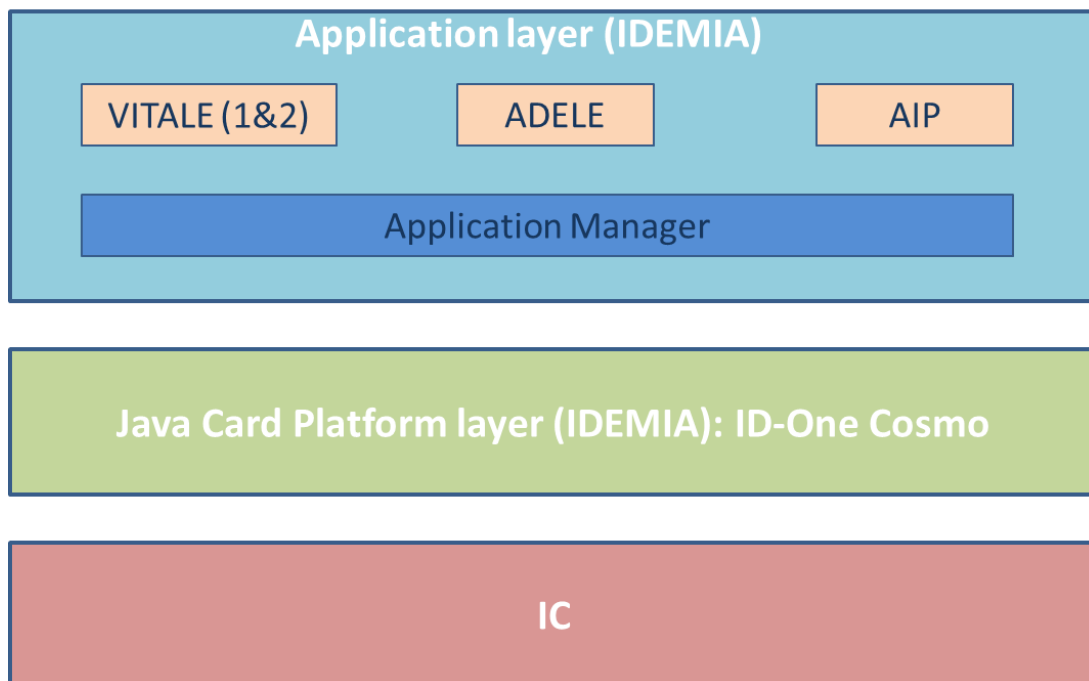 Application layer (IDEMIA)
VITALE (1&2)
ADELE
AIP
Application Manager
Java Card Platform layer (IDEMIA): ID-One Cosmo
IC